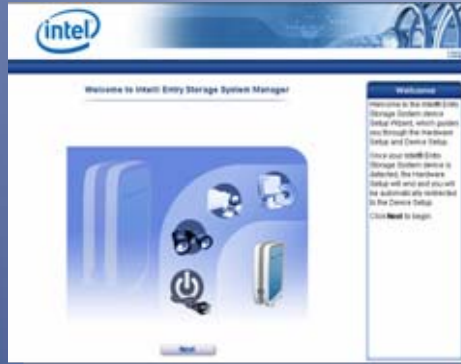 intel
Welcome to Intel® Entry Storage System Manager
Welcome
Welcome to the Intel® Entry
Storage System device
Setup Wizard, which guides
you through the Hardware
Setup and Device Setup.
Once your Intel® Entry
Storage System device is
detected, the Hardware
Setup will end and you will
be automatically redirected
to the Device Setup.
Click Next to begin.
Next